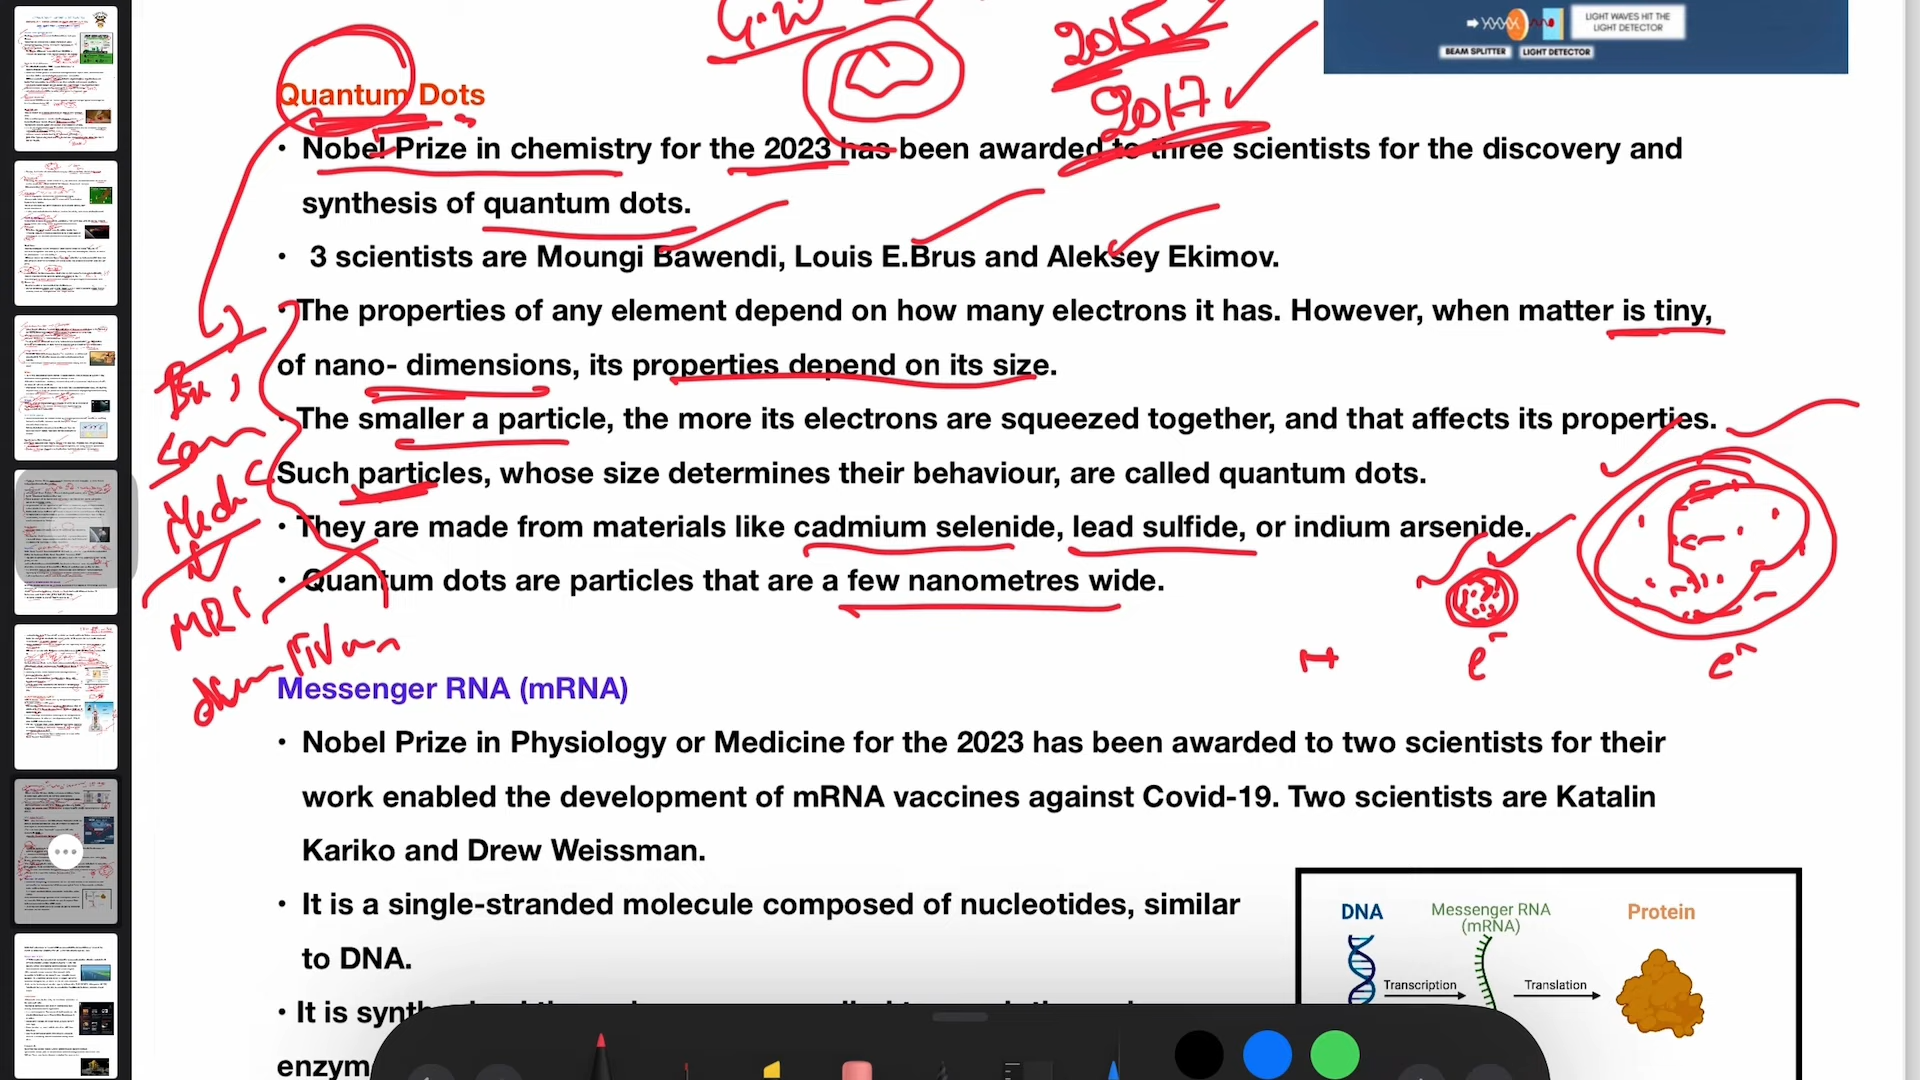 G.W
2015
2017
LIGHT WAVES HIT THE
LIGHT DETECTOR
BEAM SPLITTER LIGHT DETECTOR
Quantum Dots
• Nobel Prize in chemistry for the 2023 has been awarded to three scientists for the discovery and
synthesis of quantum dots.
• 3 scientists are Moungi Bawendi, Louis E.Brus and Aleksey Ekimov.
• The properties of any element depend on how many electrons it has. However, when matter is tiny,
of nano- dimensions, its properties depend on its size.
• The smaller a particle, the more its electrons are squeezed together, and that affects its properties.
Such particles, whose size determines their behaviour, are called quantum dots.
• They are made from materials like cadmium selenide, lead sulfide, or indium arsenide.
• Quantum dots are particles that are a few nanometres wide.
MRI
e⁻
e⁻
Messenger RNA (mRNA)
• Nobel Prize in Physiology or Medicine for the 2023 has been awarded to two scientists for their
work enabled the development of mRNA vaccines against Covid-19. Two scientists are Katalin
Kariko and Drew Weissman.
• It is a single-stranded molecule composed of nucleotides, similar
to DNA.
• It is
DNA
Messenger RNA
(mRNA)
Protein
Transcription
Translation